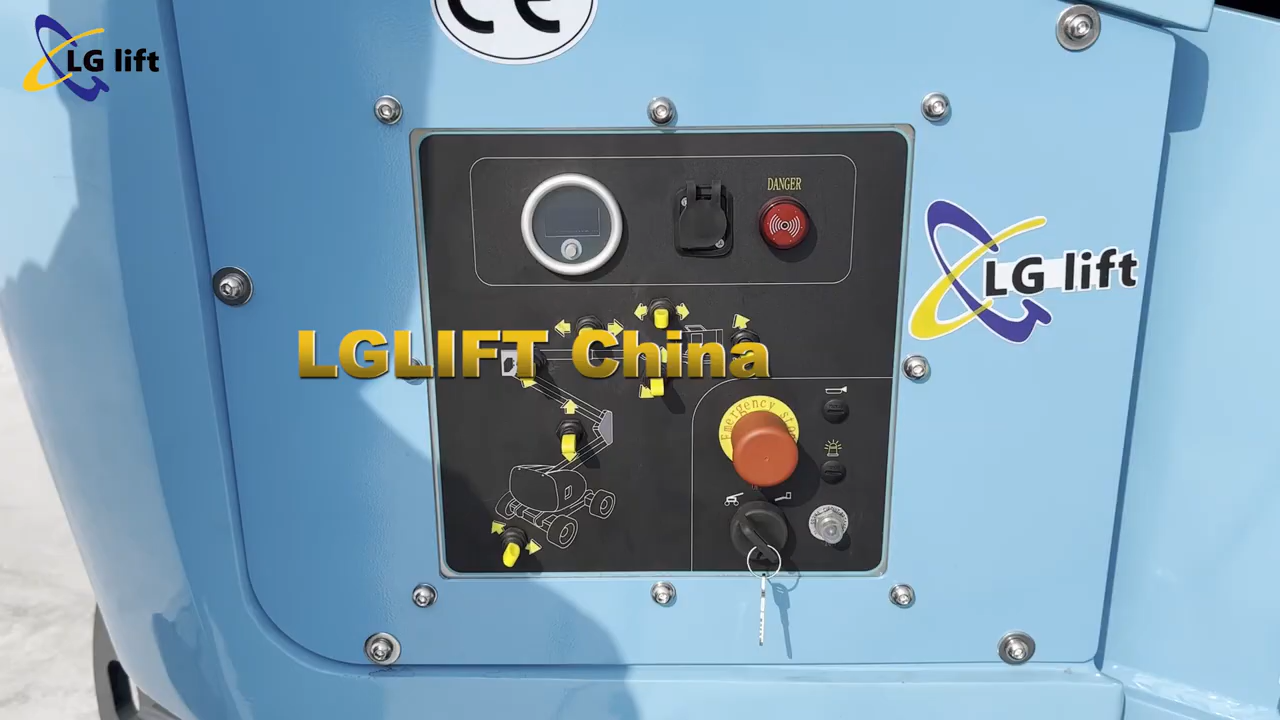 LG lift
CE
DANGER
LG lift
LGLIFT China
Emergency stop